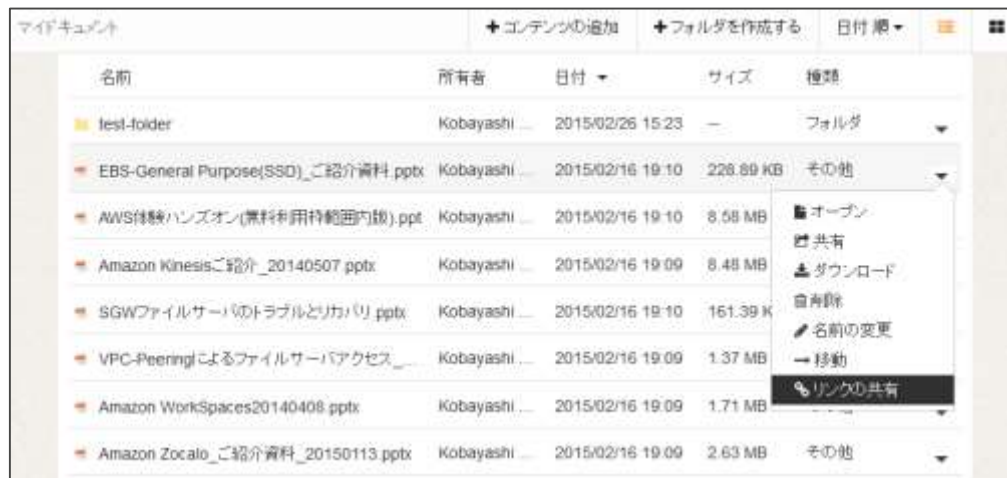 マイドキュメント ✚コンテンツの追加 ✚フォルダを作成する 日付 順
名前 所有者 日付 サイズ 種類
test-folder Kobayashi ... 2015/02/26 15:23 -- フォルダ
EBS-General Purpose(SSD)_ご紹介資料.pptx Kobayashi ... 2015/02/16 19:10 228.89 KB その他
AWS体験ハンズオン(無料利用枠範囲内版).ppt Kobayashi ... 2015/02/16 19:10 8.58 MB
オープン
共有
Amazon Kinesisご紹介_20140507.pptx Kobayashi ... 2015/02/16 19:09 8.48 MB
ダウンロード
削除
SGWファイルサーバのトラブルとリカバリ.pptx Kobayashi ... 2015/02/16 19:10 161.39 K
名前の変更
VPC-Peeringによるファイルサーバアクセス_... Kobayashi ... 2015/02/16 19:09 1.37 MB
移動
リンクの共有
Amazon WorkSpaces20140408.pptx Kobayashi ... 2015/02/16 19:09 1.71 MB
Amazon Zocalo_ご紹介資料_20150113.pptx Kobayashi ... 2015/02/16 19:09 2.63 MB その他